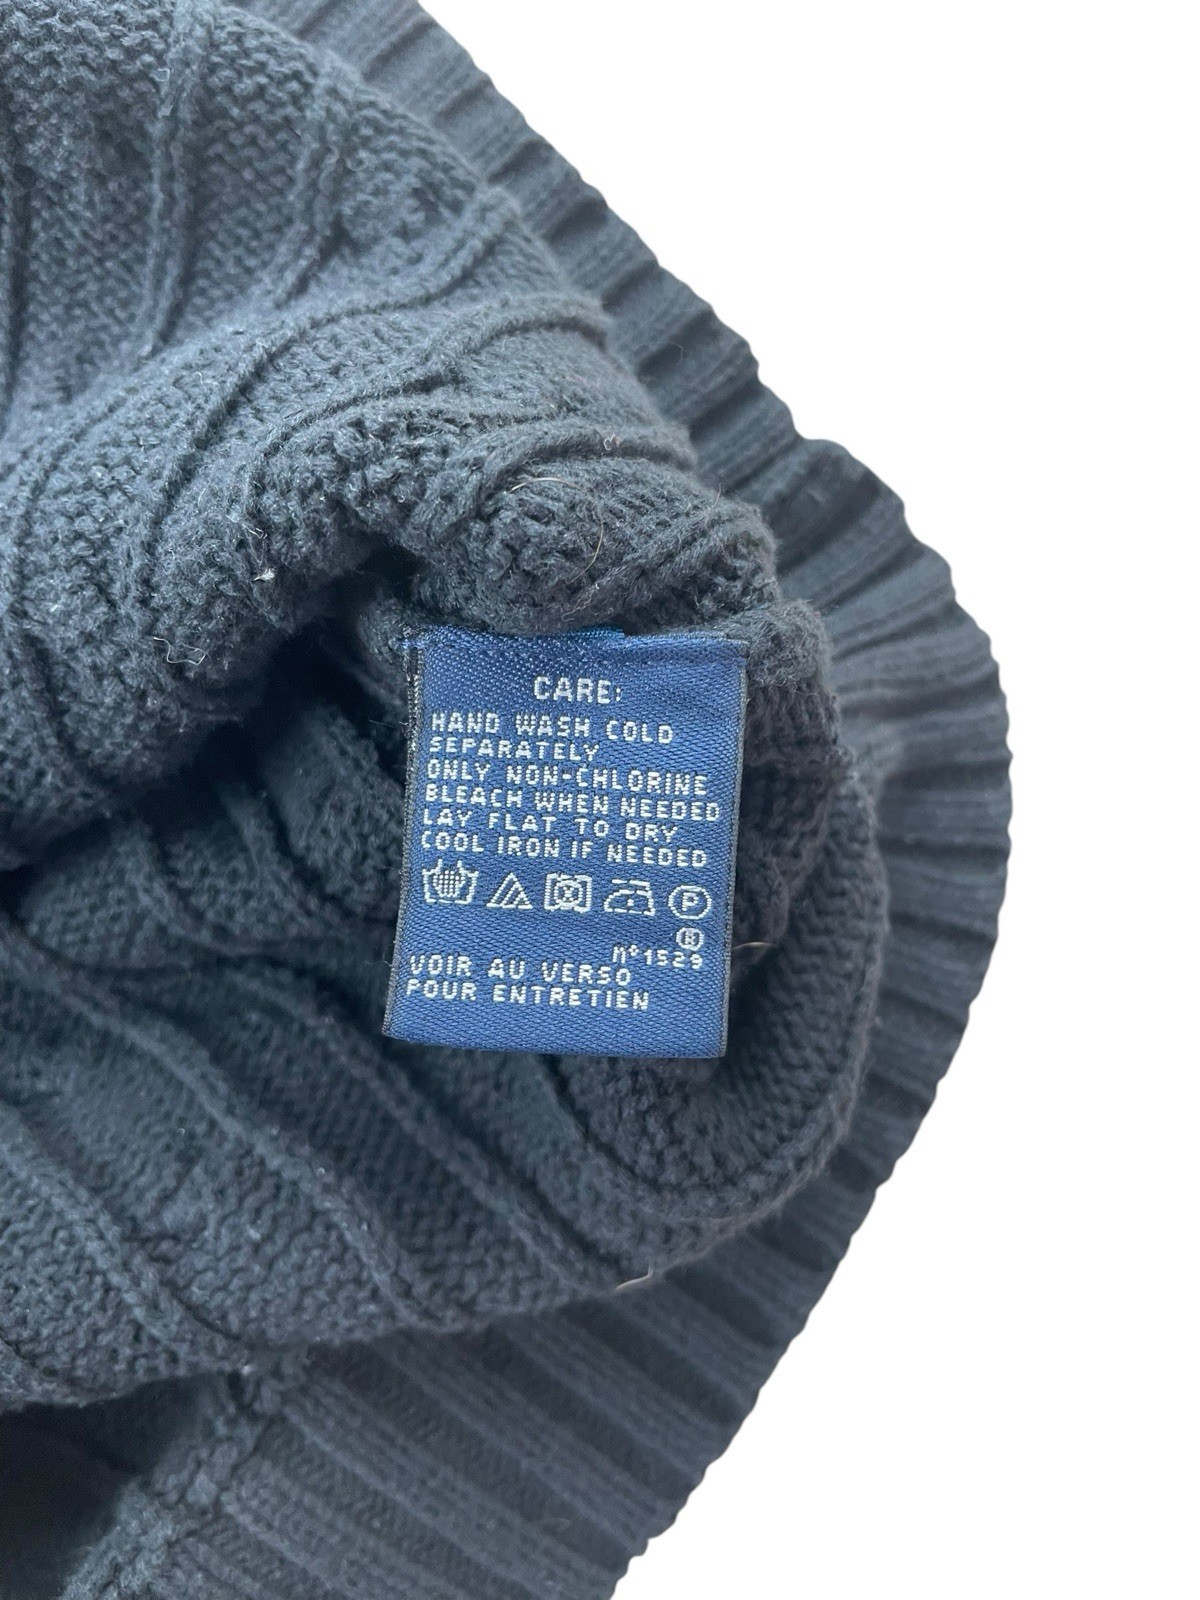 CARE:
HAND WASH COLD
SEPARATELY
ONLY NON-CHLORINE
BLEACH WHEN NEEDED
LAY FLAT TO DRY
COOL IRON IF NEEDED
P
®
n° 1529
VOIR AU VERSO
POUR ENTRETIEN